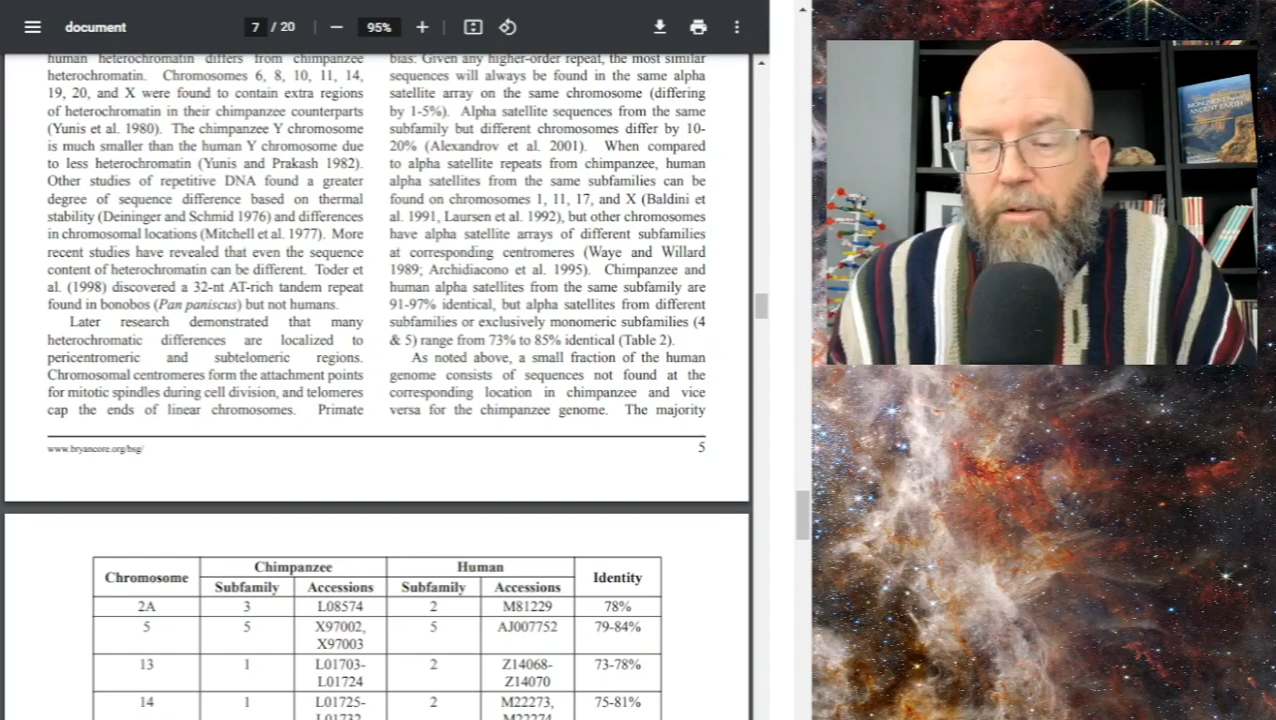 document
7 / 20
95%
human heterochromatin differs from chimpanzee
heterochromatin. Chromosomes 6, 8, 10, 11, 14,
19, 20, and X were found to contain extra regions
of heterochromatin in their chimpanzee counterparts
(Yunis et al. 1980). The chimpanzee Y chromosome
is much smaller than the human Y chromosome due
to less heterochromatin (Yunis and Prakash 1982).
Other studies of repetitive DNA found a greater
degree of sequence difference based on thermal
stability (Deininger and Schmid 1976) and differences
in chromosomal locations (Mitchell et al. 1977). More
recent studies have revealed that even the sequence
content of heterochromatin can be different. Toder et
al. (1998) discovered a 32-nt AT-rich tandem repeat
found in bonobos (Pan paniscus) but not humans.
Later research demonstrated that many
heterochromatic differences are localized to
pericentromeric and subtelomeric regions.
Chromosomal centromeres form the attachment points
for mitotic spindles during cell division, and telomeres
cap the ends of linear chromosomes. Primate
bias: Given any higher-order repeat, the most similar
sequences will always be found in the same alpha
satellite array on the same chromosome (differing
by 1-5%). Alpha satellite sequences from the same
subfamily but different chromosomes differ by 10-
20% (Alexandrov et al. 2001). When compared
to alpha satellite repeats from chimpanzee, human
alpha satellites from the same subfamilies can be
found on chromosomes 1, 11, 17, and X (Baldini et
al. 1991, Laursen et al. 1992), but other chromosomes
have alpha satellite arrays of different subfamilies
at corresponding centromeres (Waye and Willard
1989; Archidiacono et al. 1995). Chimpanzee and
human alpha satellites from the same subfamily are
91-97% identical, but alpha satellites from different
subfamilies or exclusively monomeric subfamilies (4
& 5) range from 73% to 85% identical (Table 2).
As noted above, a small fraction of the human
genome consists of sequences not found at the
corresponding location in chimpanzee and vice
versa for the chimpanzee genome. The majority
www.bryancore.org/bsg/ 5
Chromosome Chimpanzee Human Identity
Subfamily Accessions Subfamily Accessions
2A 3 L08574 2 M81229 78%
5 5 X97002, 5 AJ007752 79-84%
X97003
13 1 L01703- 2 Z14068- 73-78%
L01724 Z14070
14 1 L01725- 2 M22273, 75-81%
L01732 M22274
MONUMENT
ANCIENT EARTH